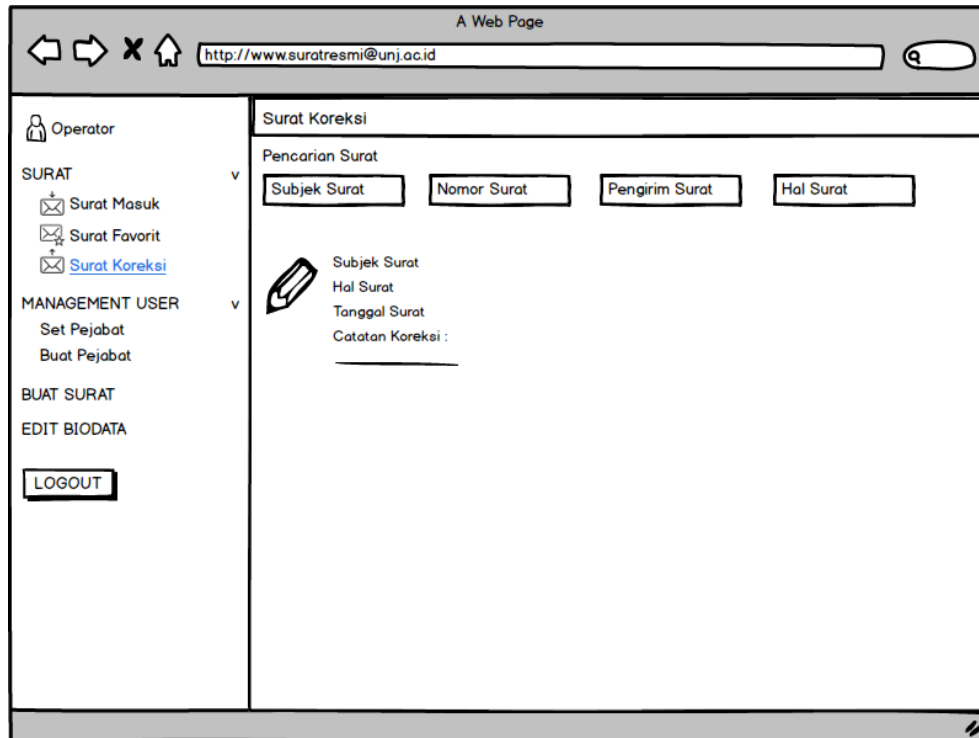 A Web Page
http://www.suratresmi@unj.ac.id
Operator
SURAT v
Surat Masuk
Surat Favorit
Surat Koreksi
MANAGEMENT USER v
Set Pejabat
Buat Pejabat
BUAT SURAT
EDIT BIODATA
LOGOUT
Surat Koreksi
Pencarian Surat
Subjek Surat Nomor Surat Pengirim Surat Hal Surat
Subjek Surat
Hal Surat
Tanggal Surat
Catatan Koreksi :